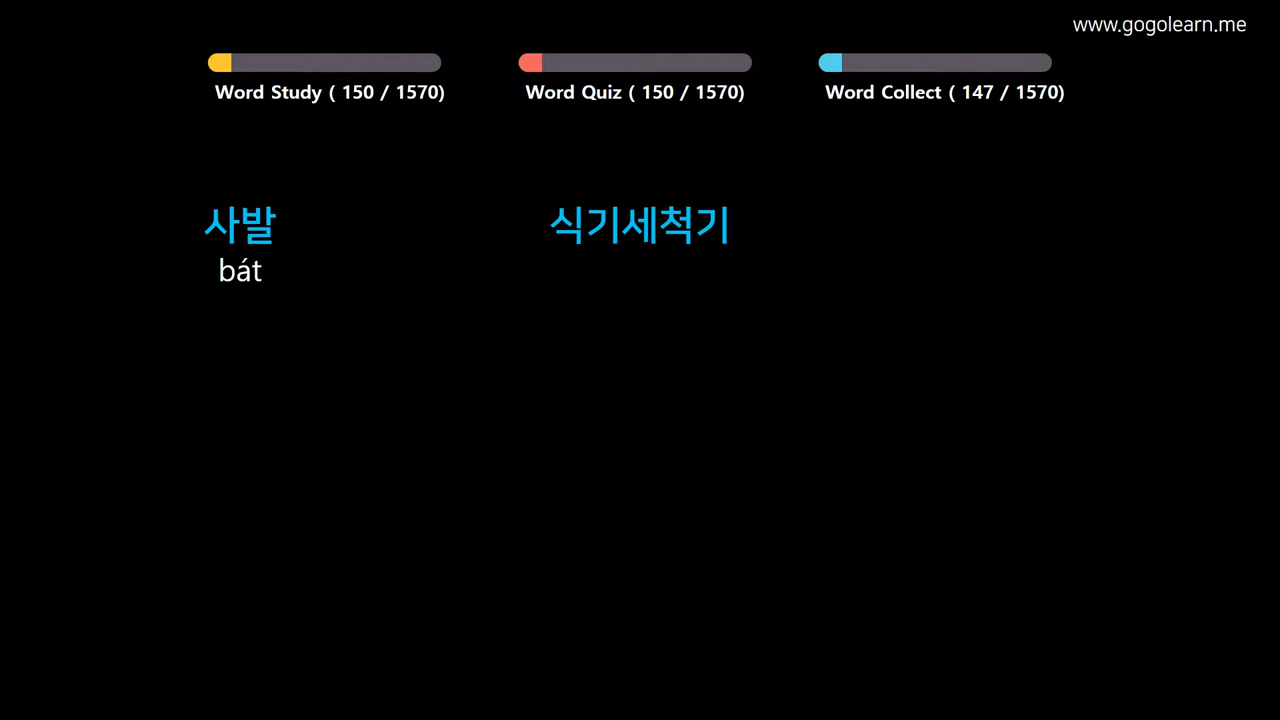 www.gogolearn.me
Word Study ( 150 / 1570)
Word Quiz ( 150 / 1570)
Word Collect ( 147 / 1570)
사발
bát
식기세척기